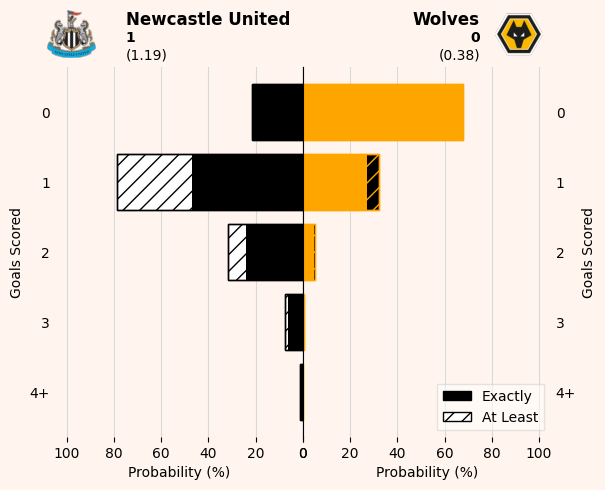 Newcastle United
1
(1.19)
Wolves
0
(0.38)
Goals Scored
0
1
2
3
4+
0
1
2
3
4+
Goals Scored
Exactly
At Least
100 80 60 40 20 0
0 20 40 60 80 100
Probability (%)
Probability (%)